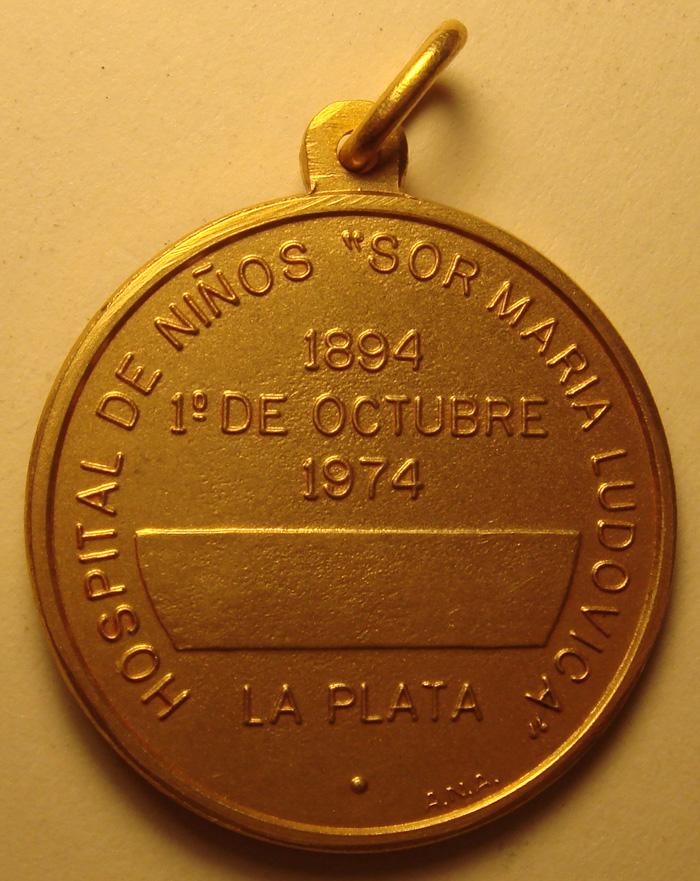 HOSPITAL DE NIÑOS "SOR MARIA LUDOVICA"
1894
1º DE OCTUBRE
1974
LA PLATA
A.N.A.